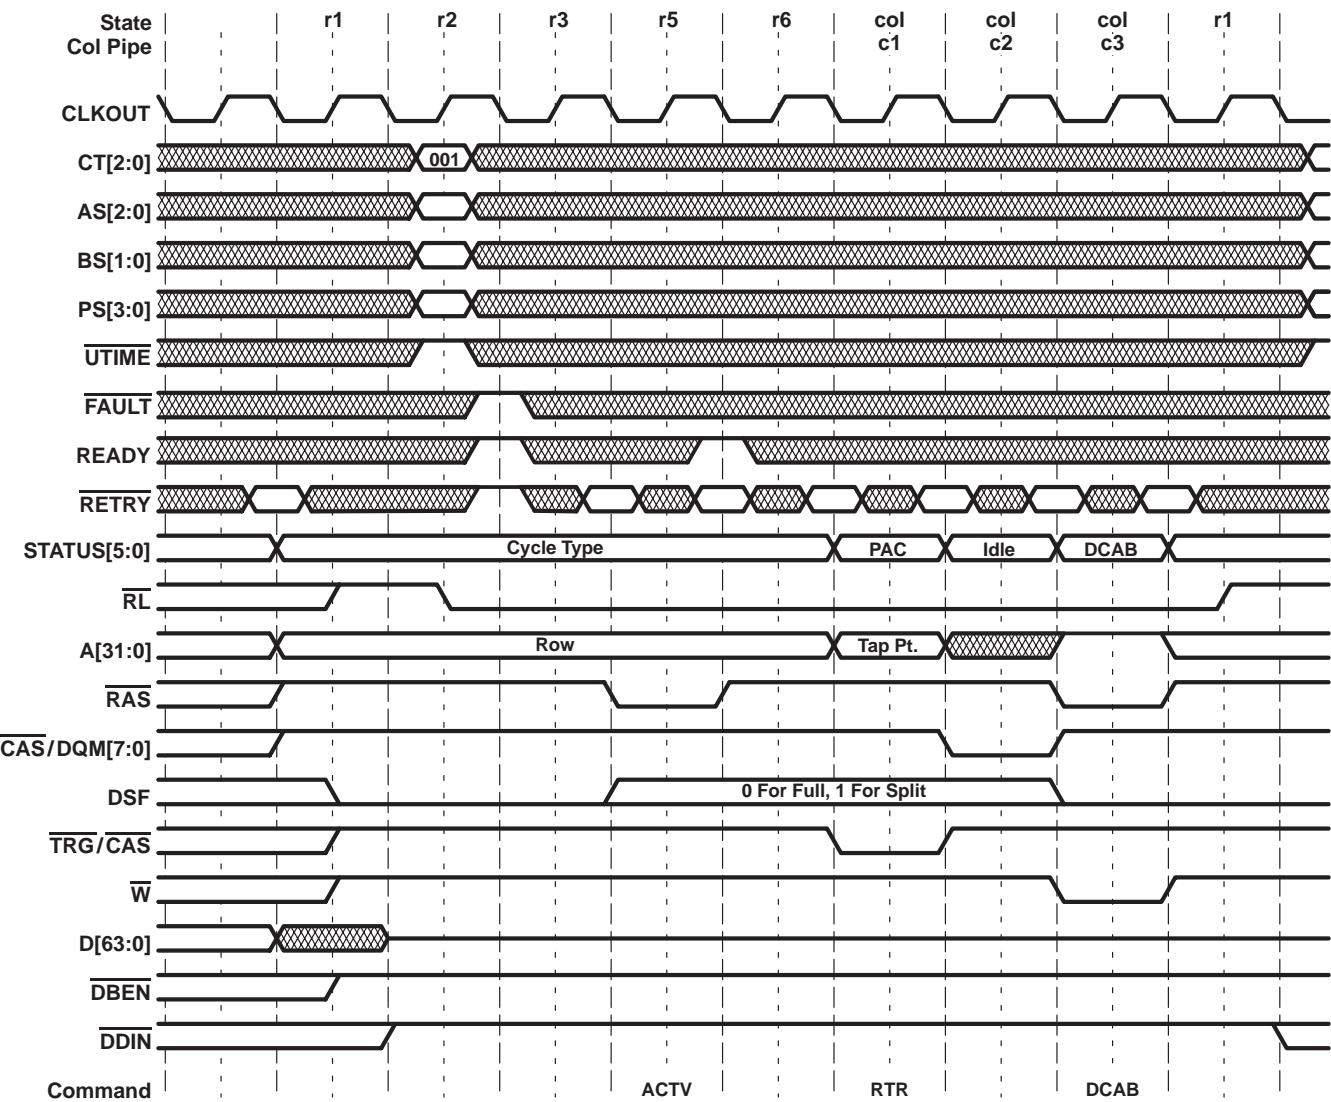 State r1 r2 r3 r5 r6 col col col r1
Col Pipe c1 c2 c3
CLKOUT
CT[2:0] 001
AS[2:0]
BS[1:0]
PS[3:0]
UTIME
FAULT
READY
RETRY
STATUS[5:0] Cycle Type PAC Idle DCAB
RL
A[31:0] Row Tap Pt.
RAS
CAS/DQM[7:0]
DSF 0 For Full, 1 For Split
TRG/CAS
W
D[63:0]
DBEN
DDIN
Command ACTV RTR DCAB